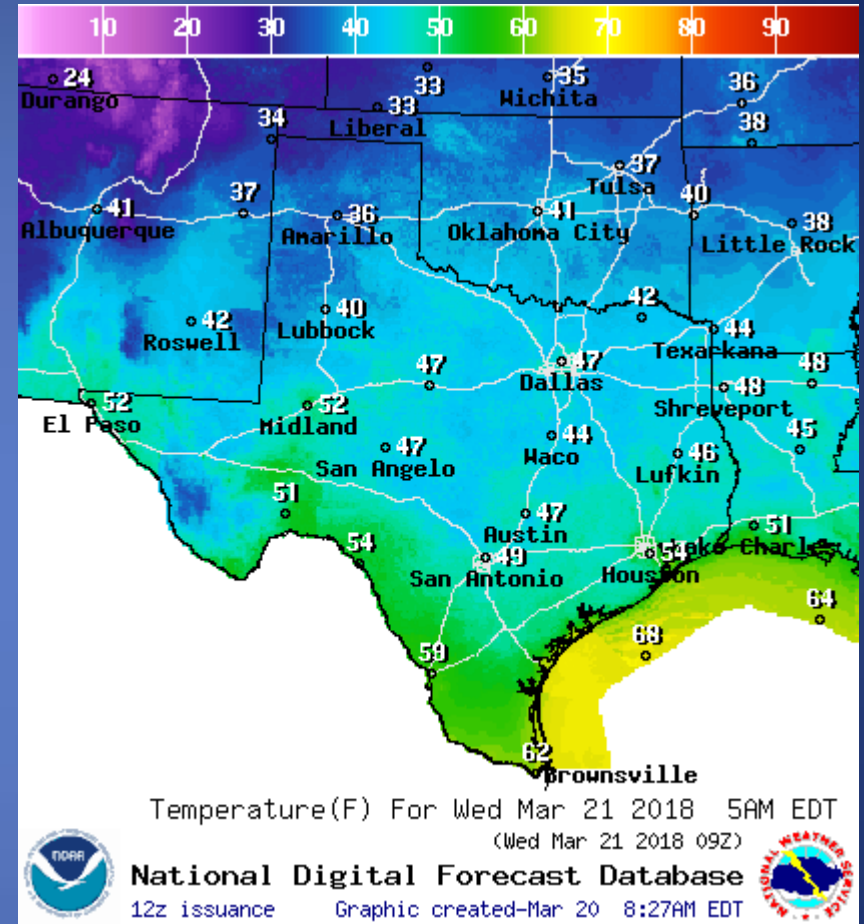 10 20 30 40 50 60 70 80 90
24
Durango
33
35
Wichita
33
Liberal
36
34
38
37
Tulsa
41
Albuquerque
37
36
Amarillo
41
Oklahoma City
40
38
Little Rock
42
Roswell
40
Lubbock
42
44
Texarkana
47
47
Dallas
48
48
Shreveport
52
El Paso
52
Midland
47
San Angelo
44
Waco
46
Lufkin
45
51
47
Austin
51
Lake Charles
54
49
San Antonio
54
Houston
64
68
59
62
Brownsville
Temperature(F) For Wed Mar 21 2018 5AM EDT
(Wed Mar 21 2018 09Z)
NOAA
National Digital Forecast Database
12z issuance Graphic created-Mar 20 8:27AM EDT
NATIONAL WEATHER SERVICE